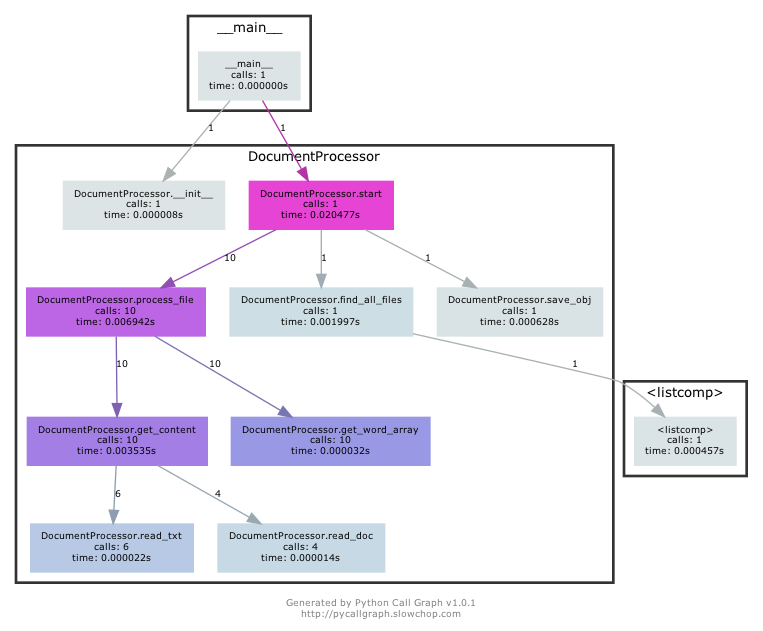 __main__
__main__
calls: 1
time: 0.000000s
1
1
DocumentProcessor
DocumentProcessor.__init__
calls: 1
time: 0.000008s
DocumentProcessor.start
calls: 1
time: 0.020477s
10
1
1
DocumentProcessor.process_file
calls: 10
time: 0.006942s
DocumentProcessor.find_all_files
calls: 1
time: 0.001997s
DocumentProcessor.save_obj
calls: 1
time: 0.000628s
10
10
1
<listcomp>
<listcomp>
calls: 1
time: 0.000457s
DocumentProcessor.get_content
calls: 10
time: 0.003535s
DocumentProcessor.get_word_array
calls: 10
time: 0.000032s
6
4
DocumentProcessor.read_txt
calls: 6
time: 0.000022s
DocumentProcessor.read_doc
calls: 4
time: 0.000014s
Generated by Python Call Graph v1.0.1
http://pycallgraph.slowchop.com